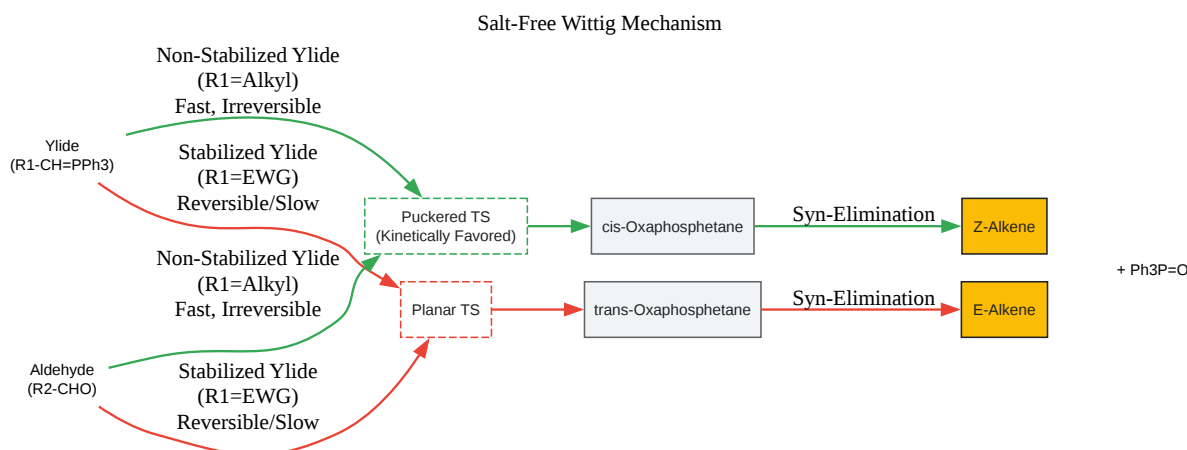 Salt-Free Wittig Mechanism
Non-Stabilized Ylide
(R1=Alkyl)
Fast, Irreversible
Ylide
(R1-CH=PPh3)
Stabilized Ylide
(R1=EWG)
Reversible/Slow
Puckered TS
(Kinetically Favored)
cis-Oxaphosphetane
Syn-Elimination
Z-Alkene
Non-Stabilized Ylide
(R1=Alkyl)
Fast, Irreversible
Planar TS
trans-Oxaphosphetane
Syn-Elimination
E-Alkene
+ Ph3P=O
Aldehyde
(R2-CHO)
Stabilized Ylide
(R1=EWG)
Reversible/Slow